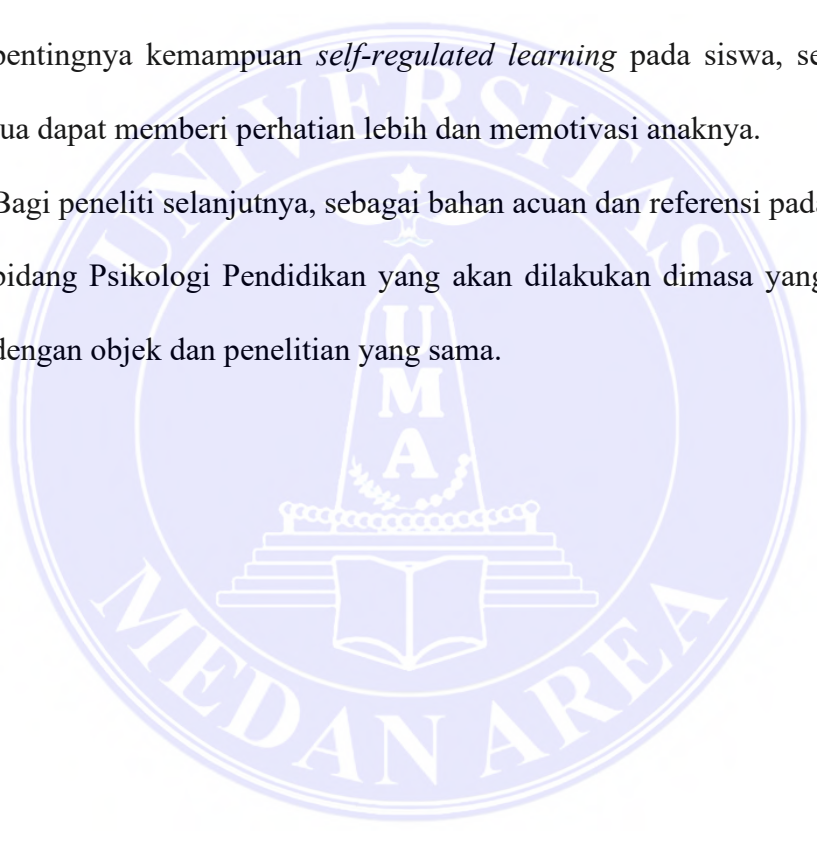 pentingnya kemampuan self-regulated learning pada siswa, se
tua dapat memberi perhatian lebih dan memotivasi anaknya.
Bagi peneliti selanjutnya, sebagai bahan acuan dan referensi pada
bidang Psikologi Pendidikan yang akan dilakukan dimasa yang
dengan objek dan penelitian yang sama.
UNIVERSITAS
U
M
A
MEDAN AREA